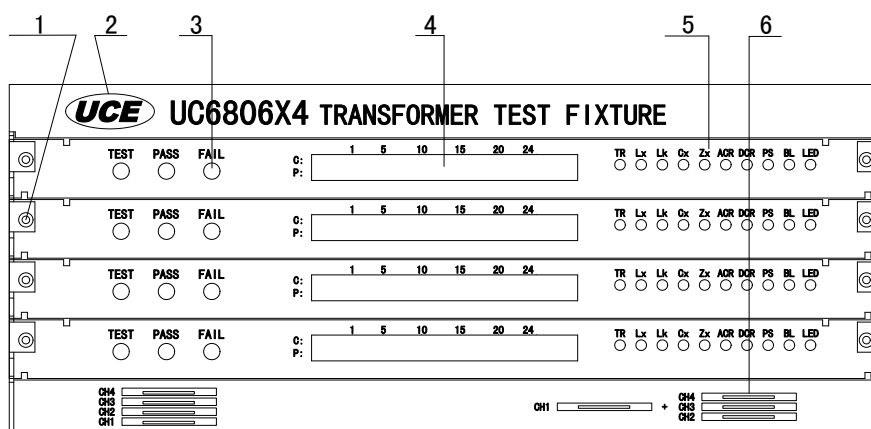 1 2 3 4 5 6
UCE UC6806X4 TRANSFORMER TEST FIXTURE
TEST PASS FAIL 1 5 10 15 20 24 TR Lx Lk Cx Zx ACR DCR PS BL LED
C:
P:
TEST PASS FAIL 1 5 10 15 20 24 TR Lx Lk Cx Zx ACR DCR PS BL LED
C:
P:
TEST PASS FAIL 1 5 10 15 20 24 TR Lx Lk Cx Zx ACR DCR PS BL LED
C:
P:
TEST PASS FAIL 1 5 10 15 20 24 TR Lx Lk Cx Zx ACR DCR PS BL LED
C:
P:
CH4
CH3
CH2
CH1
CH1 +
CH4
CH3
CH2